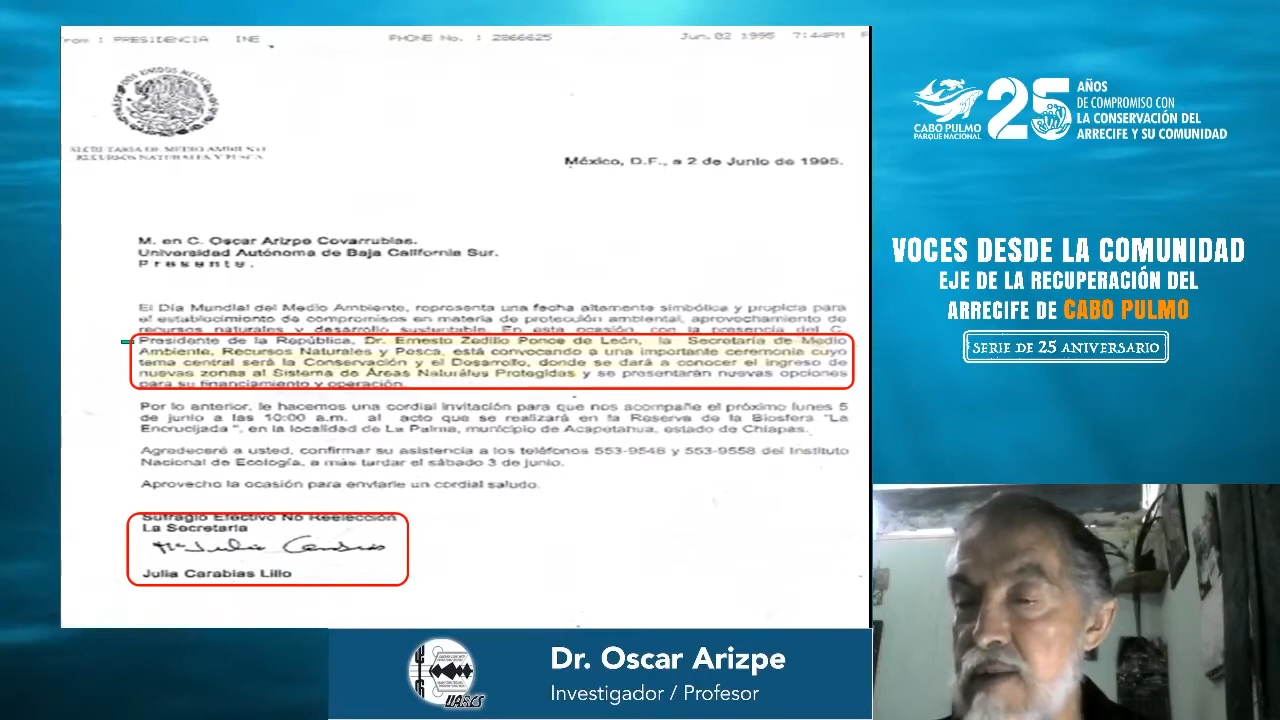 From : PRESIDENCIA INE
PHONE No. : 2866625
Jun. 02 1995 7:44PM P
SECRETARIA DE MEDIO AMBIENTE
RECURSOS NATURALES Y PESCA
México, D.F., a 2 de Junio de 1995.
M. en C. Oscar Arizpe Covarrubias.
Universidad Autónoma de Baja California Sur.
P r e s e n t e .
El Día Mundial del Medio Ambiente, representa una fecha altamente simbólica y propicia para
el establecimiento de compromisos en materia de protección ambiental, aprovechamiento de
recursos naturales y desarrollo sustentable. En esta ocasión, con la presencia del C.
Presidente de la República, Dr. Ernesto Zedillo Ponce de León, la Secretaría de Medio
Ambiente, Recursos Naturales y Pesca, está convocando a una importante ceremonia cuyo
tema central será la Conservación y el Desarrollo, donde se dará a conocer el ingreso de
nuevas zonas al Sistema de Áreas Naturales Protegidas y se presentarán nuevas opciones
para su financiamiento y operación.
Por lo anterior, le hacemos una cordial invitación para que nos acompañe el próximo lunes 5
de junio a las 10:00 a.m. al acto que se realizará en la Reserva de la Biosfera "La
Encrucijada ", en la localidad de La Palma, municipio de Acapetahua, estado de Chiapas.
Agradeceré a usted, confirmar su asistencia a los teléfonos 553-9548 y 553-9558 del Instituto
Nacional de Ecología, a más tardar el sábado 3 de junio.
Aprovecho la ocasión para enviarle un cordial saludo.
Sufragio Efectivo No Reelección
La Secretaria
Ma Julia Carabias
Julia Carabias Lillo
CABO PULMO
PARQUE NACIONAL
25
AÑOS
DE COMPROMISO CON
LA CONSERVACIÓN DEL
ARRECIFE Y SU COMUNIDAD
VOCES DESDE LA COMUNIDAD
EJE DE LA RECUPERACIÓN DEL
ARRECIFE DE CABO PULMO
SERIE DE 25 ANIVERSARIO
UABCS
Dr. Oscar Arizpe
Investigador / Profesor